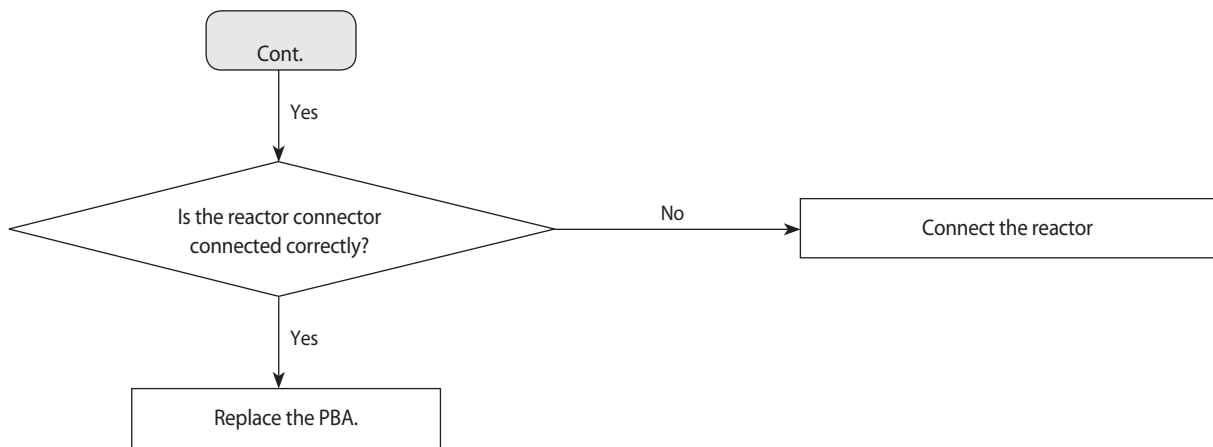 Cont.
Yes
Is the reactor connector
connected correctly?
No
Connect the reactor
Yes
Replace the PBA.